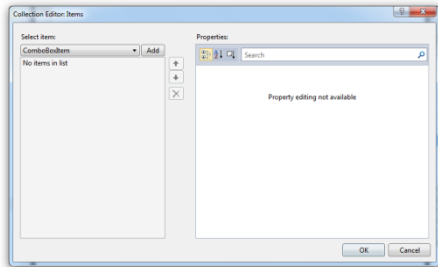 Collection Editor: Items
Select item:
ComboBoxItem
Add
No items in list
Properties:
Search
Property editing not available
OK
Cancel